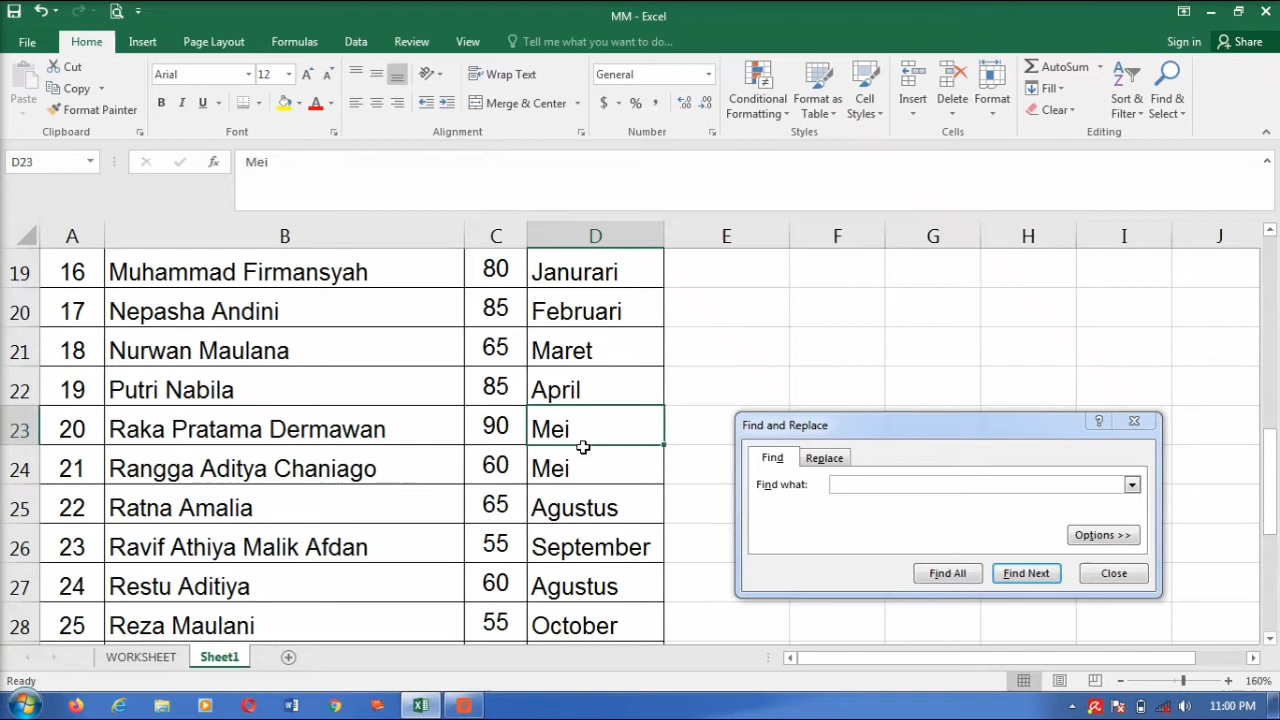 MM - Excel
File Home Insert Page Layout Formulas Data Review View Tell me what you want to do... Sign in Share
Paste Cut Copy Format Painter
Arial 12 B I U A
Wrap Text Merge & Center
General $ % ,
Conditional Formatting Format as Table Cell Styles
Insert Delete Format
AutoSum Fill Clear Sort & Filter Find & Select
Clipboard Font Alignment Number Styles Cells Editing
D23 fx Mei
A B C D E F G H I J
19 16 Muhammad Firmansyah 80 Janurari
20 17 Nepasha Andini 85 Februari
21 18 Nurwan Maulana 65 Maret
22 19 Putri Nabila 85 April
23 20 Raka Pratama Dermawan 90 Mei
24 21 Rangga Aditya Chaniago 60 Mei
25 22 Ratna Amalia 65 Agustus
26 23 Ravif Athiya Malik Afdan 55 September
27 24 Restu Aditiya 60 Agustus
28 25 Reza Maulani 55 October
Find and Replace
Find Replace
Find what:
Options >>
Find All Find Next Close
WORKSHEET Sheet1
Ready 160%
11:00 PM